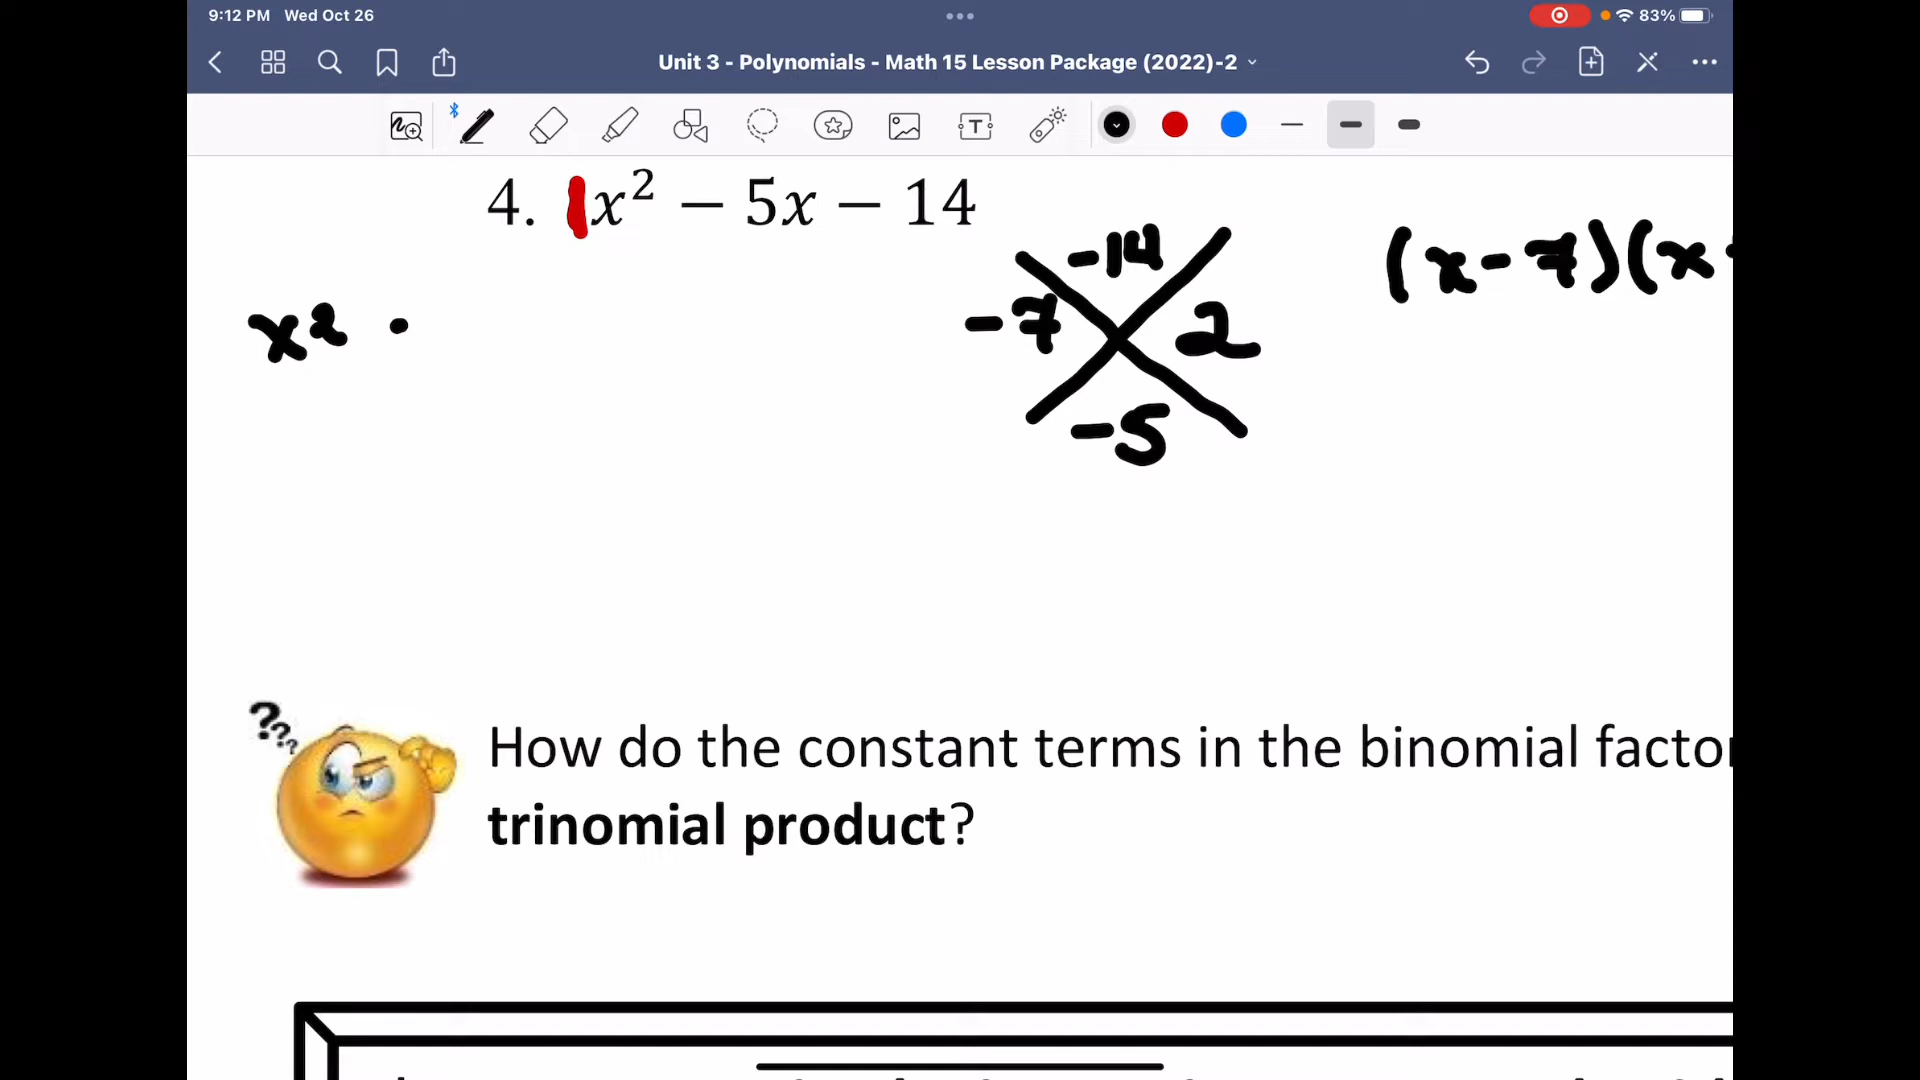 9:12 PM Wed Oct 26
83%
Unit 3 - Polynomials - Math 15 Lesson Package (2022)-2
T
4. 1x² − 5x − 14
-14
(x-7)(x
x² -
-7 2
-5
???
How do the constant terms in the binomial factor
trinomial product?